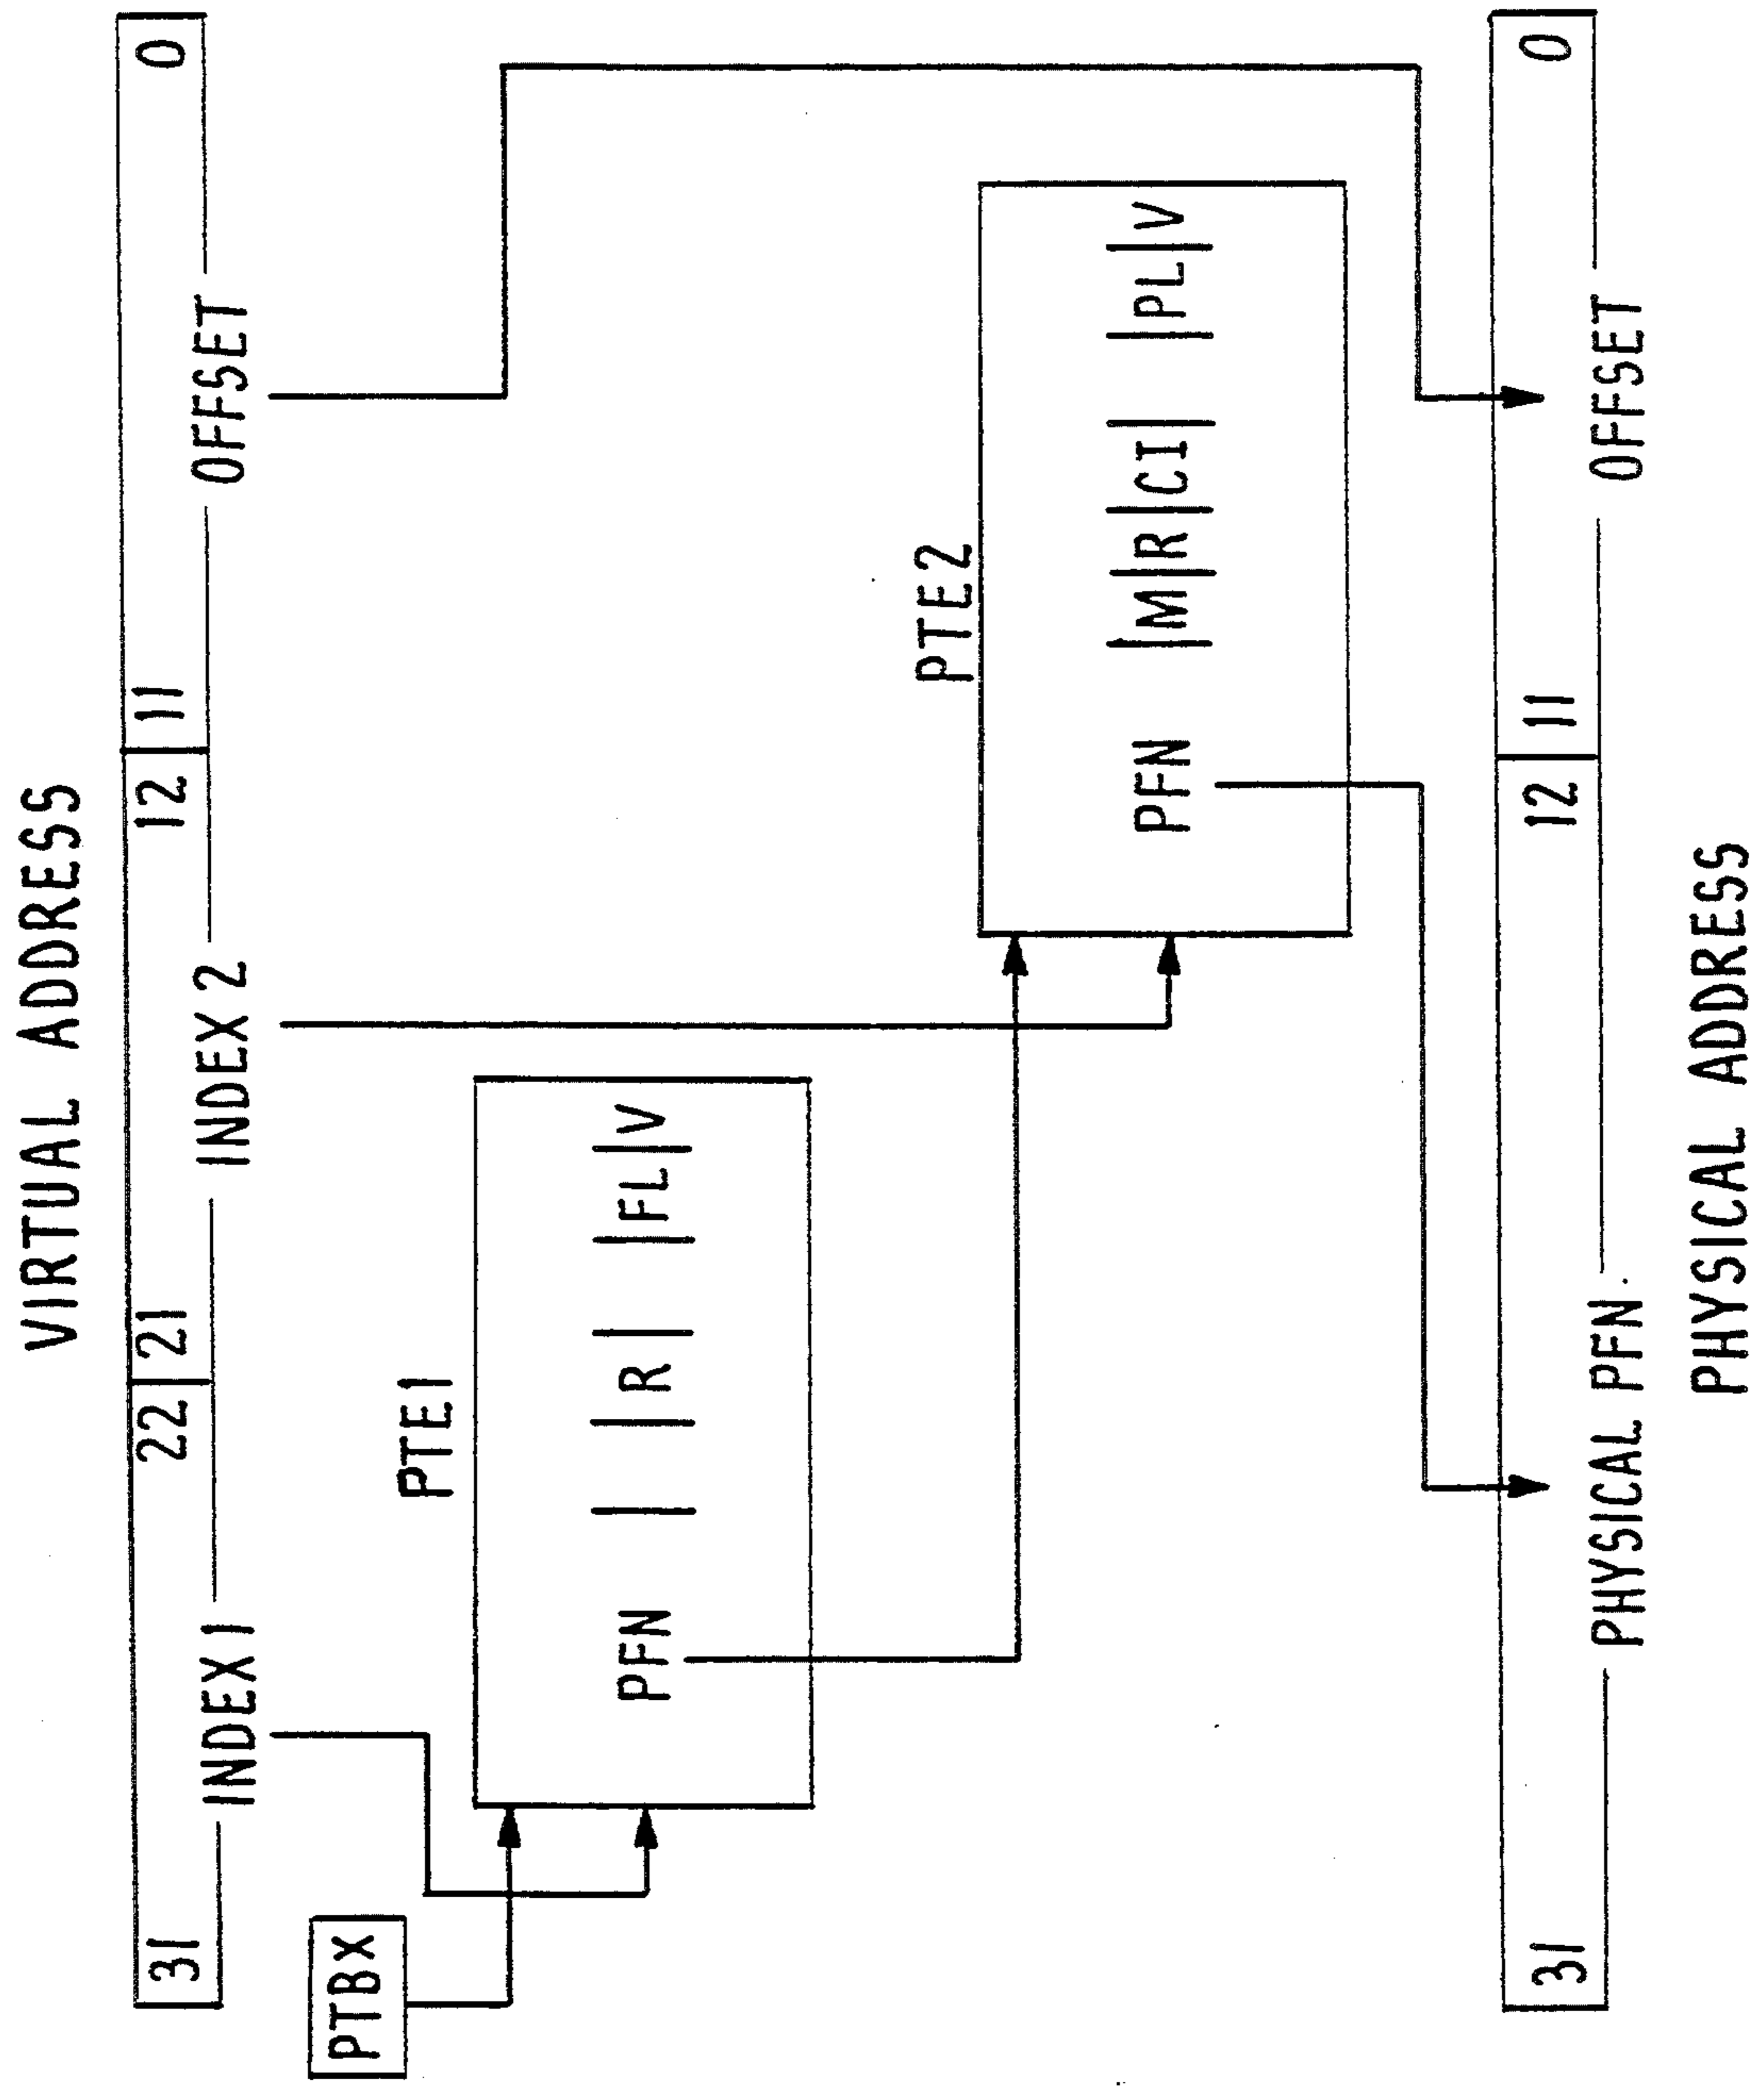 VIRTUAL ADDRESS
31 22 | 21 12 | 11 0
INDEX 1 INDEX 2 OFFSET
PTBX
PTE1
PFN | | R | | FL | V
PTE2
PFN | M | R | CI | | PL | V
31 12 | 11 0
PHYSICAL PFN OFFSET
PHYSICAL ADDRESS